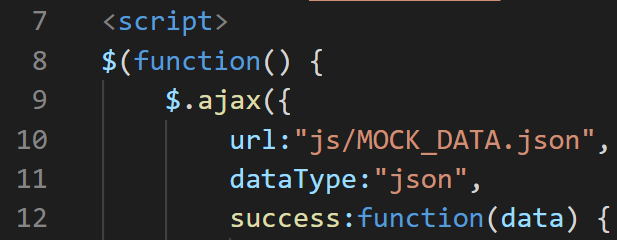 7 <script>
8 $(function() {
9 $.ajax({
10 url:"js/MOCK_DATA.json",
11 dataType:"json",
12 success:function(data) {